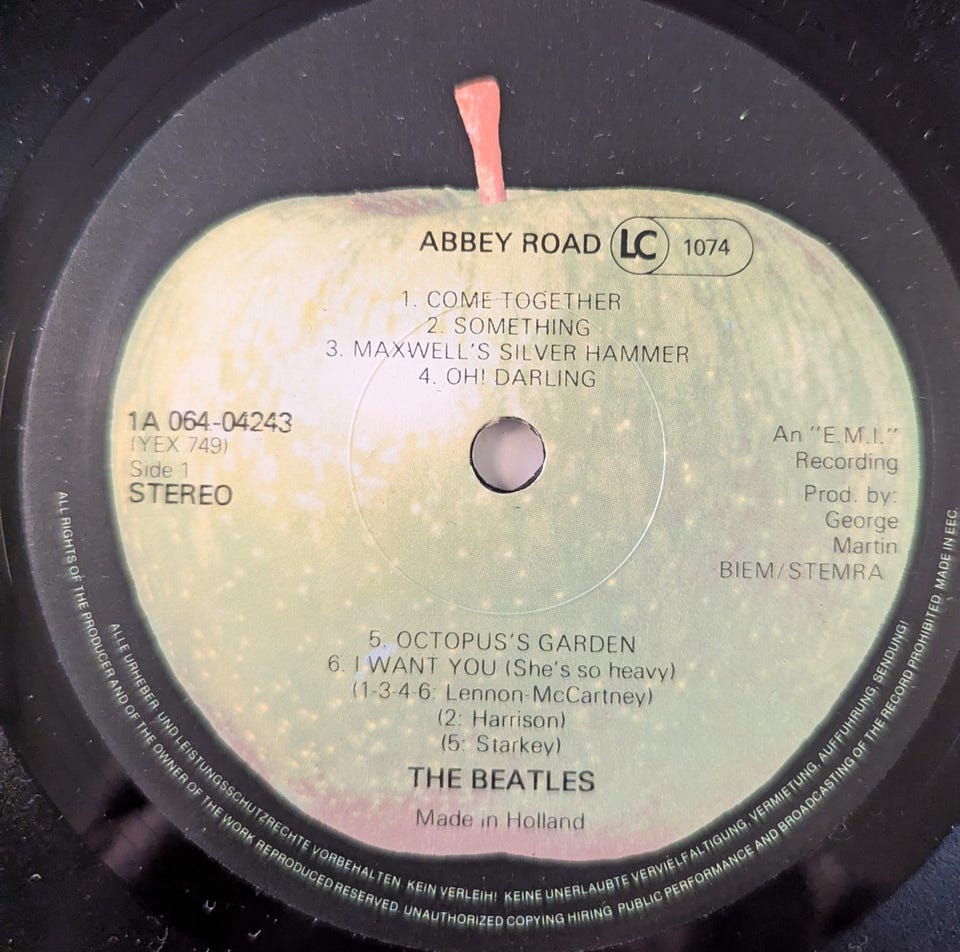 ABBEY ROAD LC 1074
1. COME TOGETHER
2. SOMETHING
3. MAXWELL'S SILVER HAMMER
4. OH! DARLING
1A 064-04243
(YEX 749)
Side 1
STEREO
An "E.M.I."
Recording
Prod. by:
George
Martin
BIEM/STEMRA
5. OCTOPUS'S GARDEN
6. I WANT YOU (She's so heavy)
(1-3-4-6: Lennon-McCartney)
(2: Harrison)
(5: Starkey)
THE BEATLES
Made in Holland
ALLE URHEBER UND LEISTUNGSSCHUTZRECHTE VORBEHALTEN. KEIN VERLEIH! KEINE UNERLAUBTE VERVIELFÄLTIGUNG, VERMIETUNG, AUFFÜHRUNG, SENDUNG!
ALL RIGHTS OF THE PRODUCER AND OF THE OWNER OF THE WORK REPRODUCED RESERVED. UNAUTHORIZED COPYING HIRING PUBLIC PERFORMANCE AND BROADCASTING OF THE RECORD PROHIBITED. MADE IN EEC.